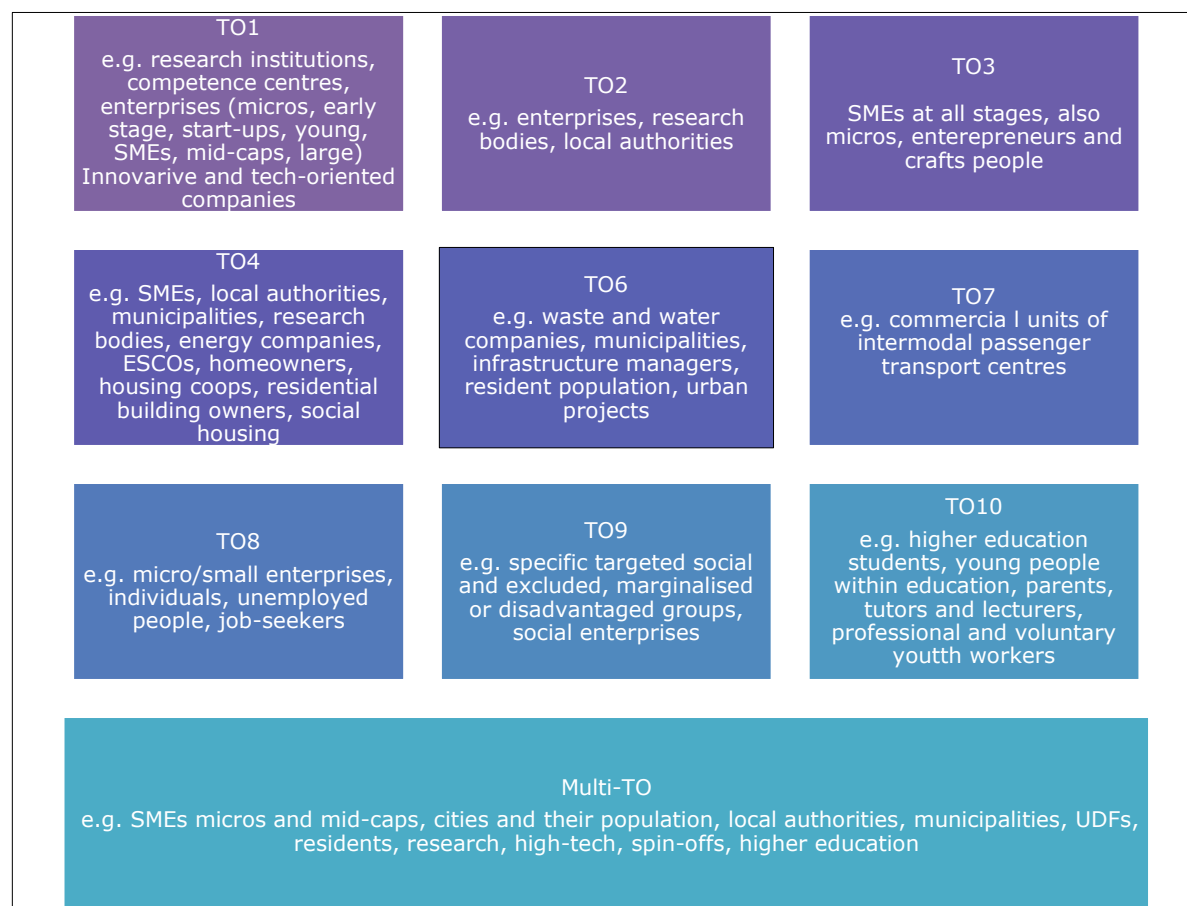 TO1
e.g. research institutions,
competence centres,
enterprises (micros, early
stage, start-ups, young,
SMEs, mid-caps, large)
Innovarive and tech-oriented
companies
TO2
e.g. enterprises, research
bodies, local authorities
TO3
SMEs at all stages, also
micros, enterepreneurs and
crafts people
TO4
e.g. SMEs, local authorities,
municipalities, research
bodies, energy companies,
ESCOs, homeowners,
housing coops, residential
building owners, social
housing
TO6
e.g. waste and water
companies, municipalities,
infrastructure managers,
resident population, urban
projects
TO7
e.g. commercia l units of
intermodal passenger
transport centres
TO8
e.g. micro/small enterprises,
individuals, unemployed
people, job-seekers
TO9
e.g. specific targeted social
and excluded, marginalised
or disadvantaged groups,
social enterprises
TO10
e.g. higher education
students, young people
within education, parents,
tutors and lecturers,
professional and voluntary
youtth workers
Multi-TO
e.g. SMEs micros and mid-caps, cities and their population, local authorities, municipalities, UDFs,
residents, research, high-tech, spin-offs, higher education